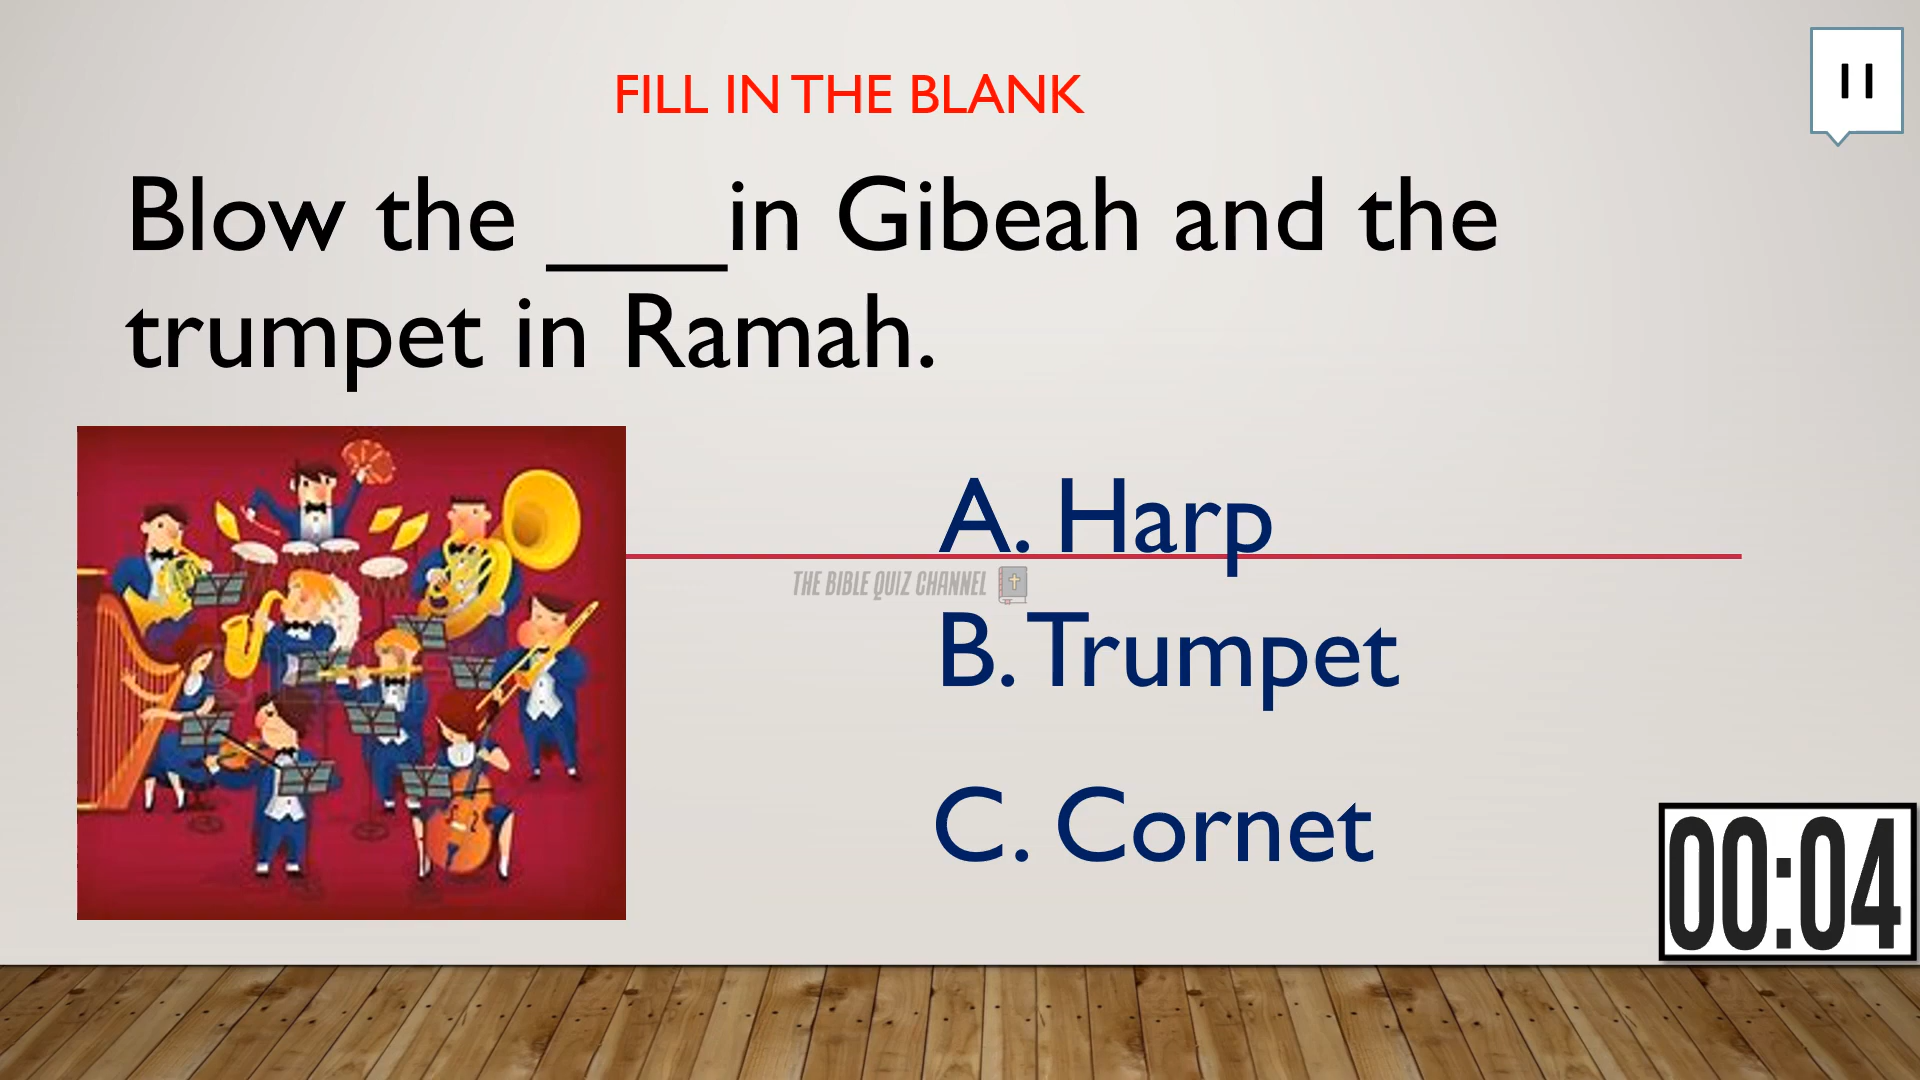 FILL IN THE BLANK
11
Blow the ____in Gibeah and the
trumpet in Ramah.
A. Harp
THE BIBLE QUIZ CHANNEL
B. Trumpet
C. Cornet
00:04